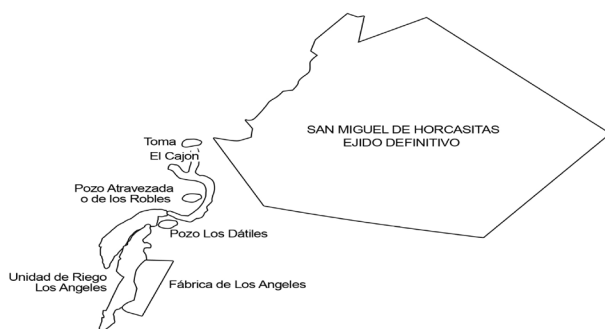 SAN MIGUEL DE HORCASITAS
EJIDO DEFINITIVO
Toma
El Cajon
Pozo Atravezada
o de los Robles
Pozo Los Dátiles
Unidad de Riego
Los Angeles
Fábrica de Los Angeles